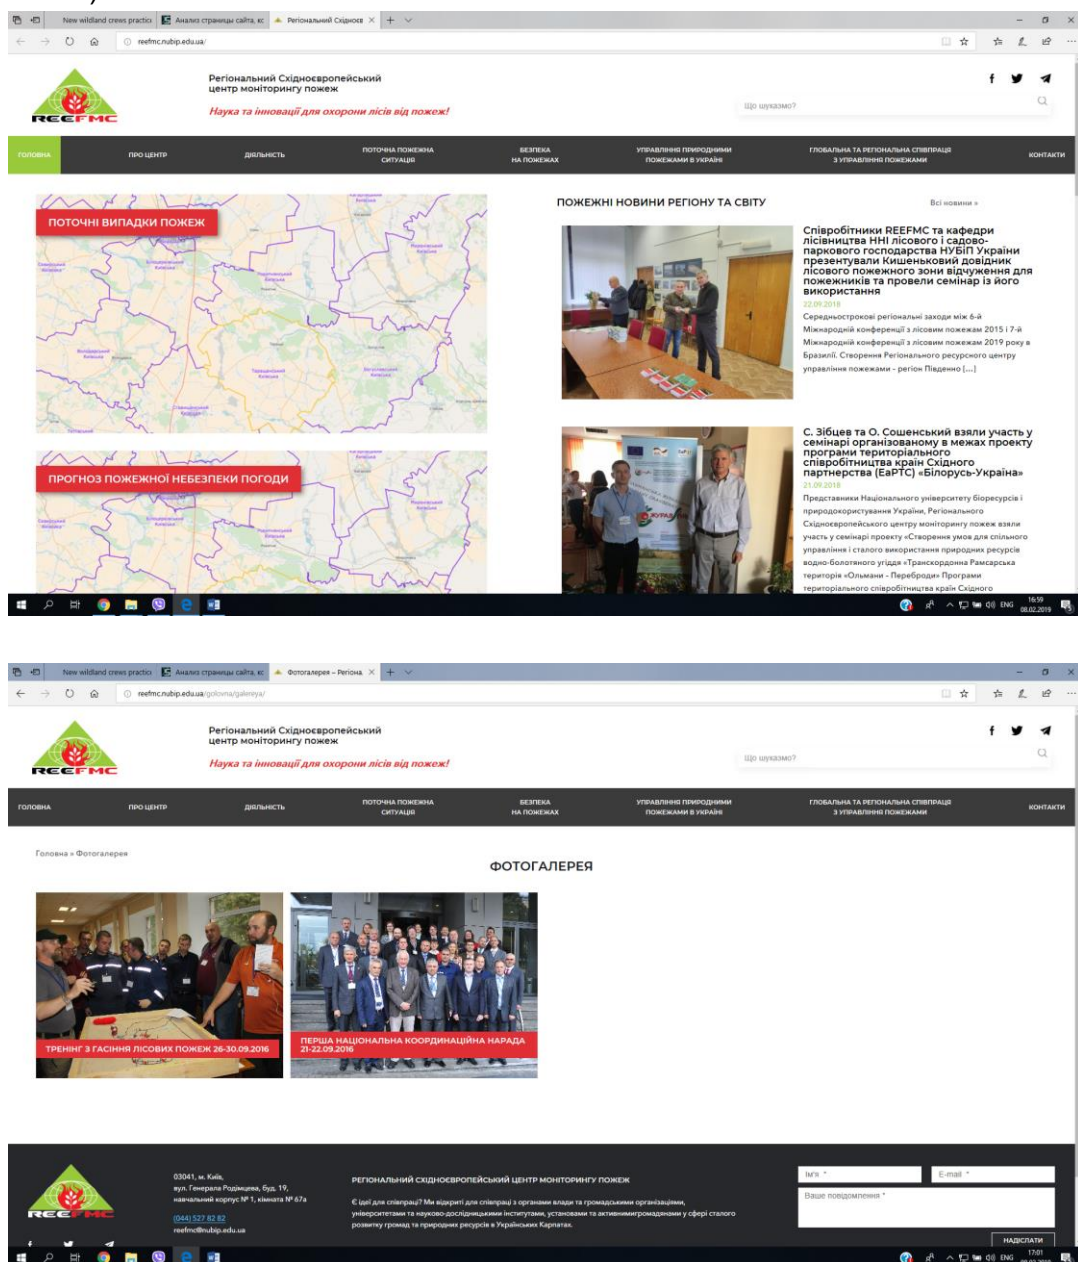 New wildland crews practice
Анализ страницы сайта, кс
Регіональний Східноєв
reefmc.nubip.edu.ua/
REEFMC
Регіональний Східноєвропейський
центр моніторингу пожеж
Наука та інновації для охорони лісів від пожеж!
Що шукаємо?
ГОЛОВНА
ПРО ЦЕНТР
ДІЯЛЬНІСТЬ
ПОТОЧНА ПОЖЕЖНА
СИТУАЦІЯ
БЕЗПЕКА
НА ПОЖЕЖАХ
УПРАВЛІННЯ ПРИРОДНИМИ
ПОЖЕЖАМИ В УКРАЇНІ
ГЛОБАЛЬНА ТА РЕГІОНАЛЬНА СПІВПРАЦЯ
З УПРАВЛІННЯ ПОЖЕЖАМИ
КОНТАКТИ
ПОТОЧНІ ВИПАДКИ ПОЖЕЖ
ПРОГНОЗ ПОЖЕЖНОЇ НЕБЕЗПЕКИ ПОГОДИ
ПОЖЕЖНІ НОВИНИ РЕГІОНУ ТА СВІТУ
Всі новини »
Співробітники REEFMC та кафедри
лісівництва ННІ лісового і садово-
паркового господарства НУБіП України
презентували Кишеньковий довідник
лісового пожежного зони відчуження для
пожежників та провели семінар із його
використання
22.09.2018
Середньострокові регіональні заходи між 6-й
Міжнародній конференції з лісовим пожежам 2015 і 7-й
Міжнародній конференції з лісовим пожежам 2019 року в
Бразилії. Створення Регіонального ресурсного центру
управління пожежами - регіон Південно [...]
С. Зібцев та О. Сошенський взяли участь у
семінарі організованому в межах проекту
програми територіального
співробітництва країн Східного
партнерства (ЕаРТС) «Білорусь-Україна»
21.09.2018
Представники Національного університету біоресурсів і
природокористування України, Регіонального
Східноєвропейського центру моніторингу пожеж взяли
участь у семінарі проекту «Створення умов для спільного
управління і сталого використання природних ресурсів
водно-болотяного угіддя «Транскордонна Рамсарська
територія «Ольмани - Переброди» Програми
територіального співробітництва країн Східного
ENG
16:59
08.02.2019
New wildland crews practice
Анализ страницы сайта, кс
Фотогалерея – Регіона
reefmc.nubip.edu.ua/golovna/galereya/
REEFMC
Регіональний Східноєвропейський
центр моніторингу пожеж
Наука та інновації для охорони лісів від пожеж!
Що шукаємо?
ГОЛОВНА
ПРО ЦЕНТР
ДІЯЛЬНІСТЬ
ПОТОЧНА ПОЖЕЖНА
СИТУАЦІЯ
БЕЗПЕКА
НА ПОЖЕЖАХ
УПРАВЛІННЯ ПРИРОДНИМИ
ПОЖЕЖАМИ В УКРАЇНІ
ГЛОБАЛЬНА ТА РЕГІОНАЛЬНА СПІВПРАЦЯ
З УПРАВЛІННЯ ПОЖЕЖАМИ
КОНТАКТИ
Головна » Фотогалерея
ФОТОГАЛЕРЕЯ
ТРЕНІНГ З ГАСІННЯ ЛІСОВИХ ПОЖЕЖ 26-30.09.2016
ПЕРША НАЦІОНАЛЬНА КООРДИНАЦІЙНА НАРАДА
21-22.09.2016
REEFMC
03041, м. Київ,
вул. Генерала Родімцева, буд. 19,
навчальний корпус № 1, кімната № 67а
(044) 527 82 82
reefmc@nubip.edu.ua
РЕГІОНАЛЬНИЙ СХІДНОЄВРОПЕЙСЬКИЙ ЦЕНТР МОНІТОРИНГУ ПОЖЕЖ
Є ідеї для співпраці? Ми відкриті для співпраці з органами влади та громадськими організаціями,
університетами та науково-дослідницькими інститутами, установами та активнимигромадянами у сфері сталого
розвитку громад та природних ресурсів в Українських Карпатах.
Ім'я *
E-mail *
Ваше повідомлення *
НАДІСЛАТИ
ENG
17:01